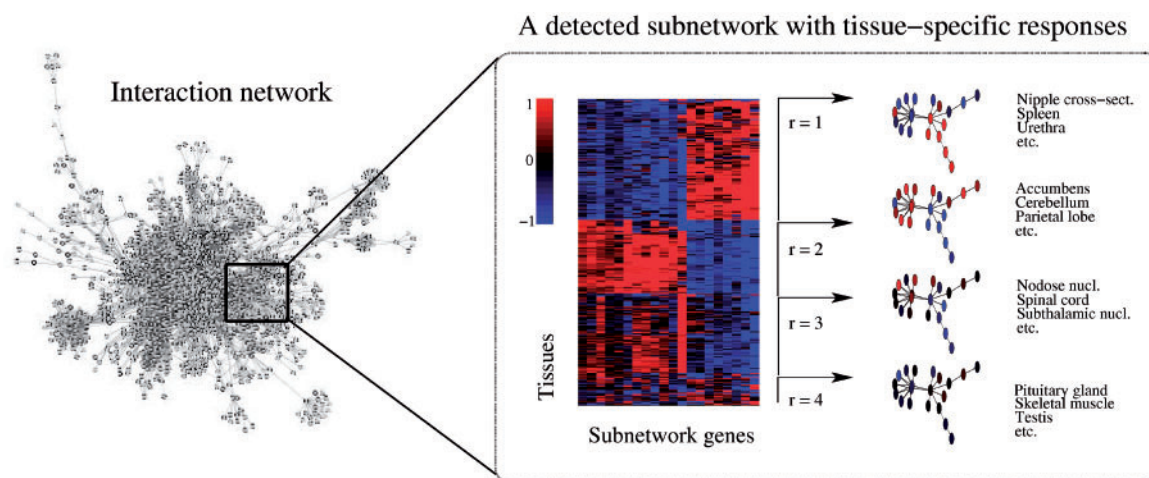 A detected subnetwork with tissue-specific responses
Interaction network
1
0
-1
Tissues
Subnetwork genes
r = 1
r = 2
r = 3
r = 4
Nipple cross-sect.
Spleen
Urethra
etc.
Accumbens
Cerebellum
Parietal lobe
etc.
Nodose nucl.
Spinal cord
Subthalamic nucl.
etc.
Pituitary gland
Skeletal muscle
Testis
etc.